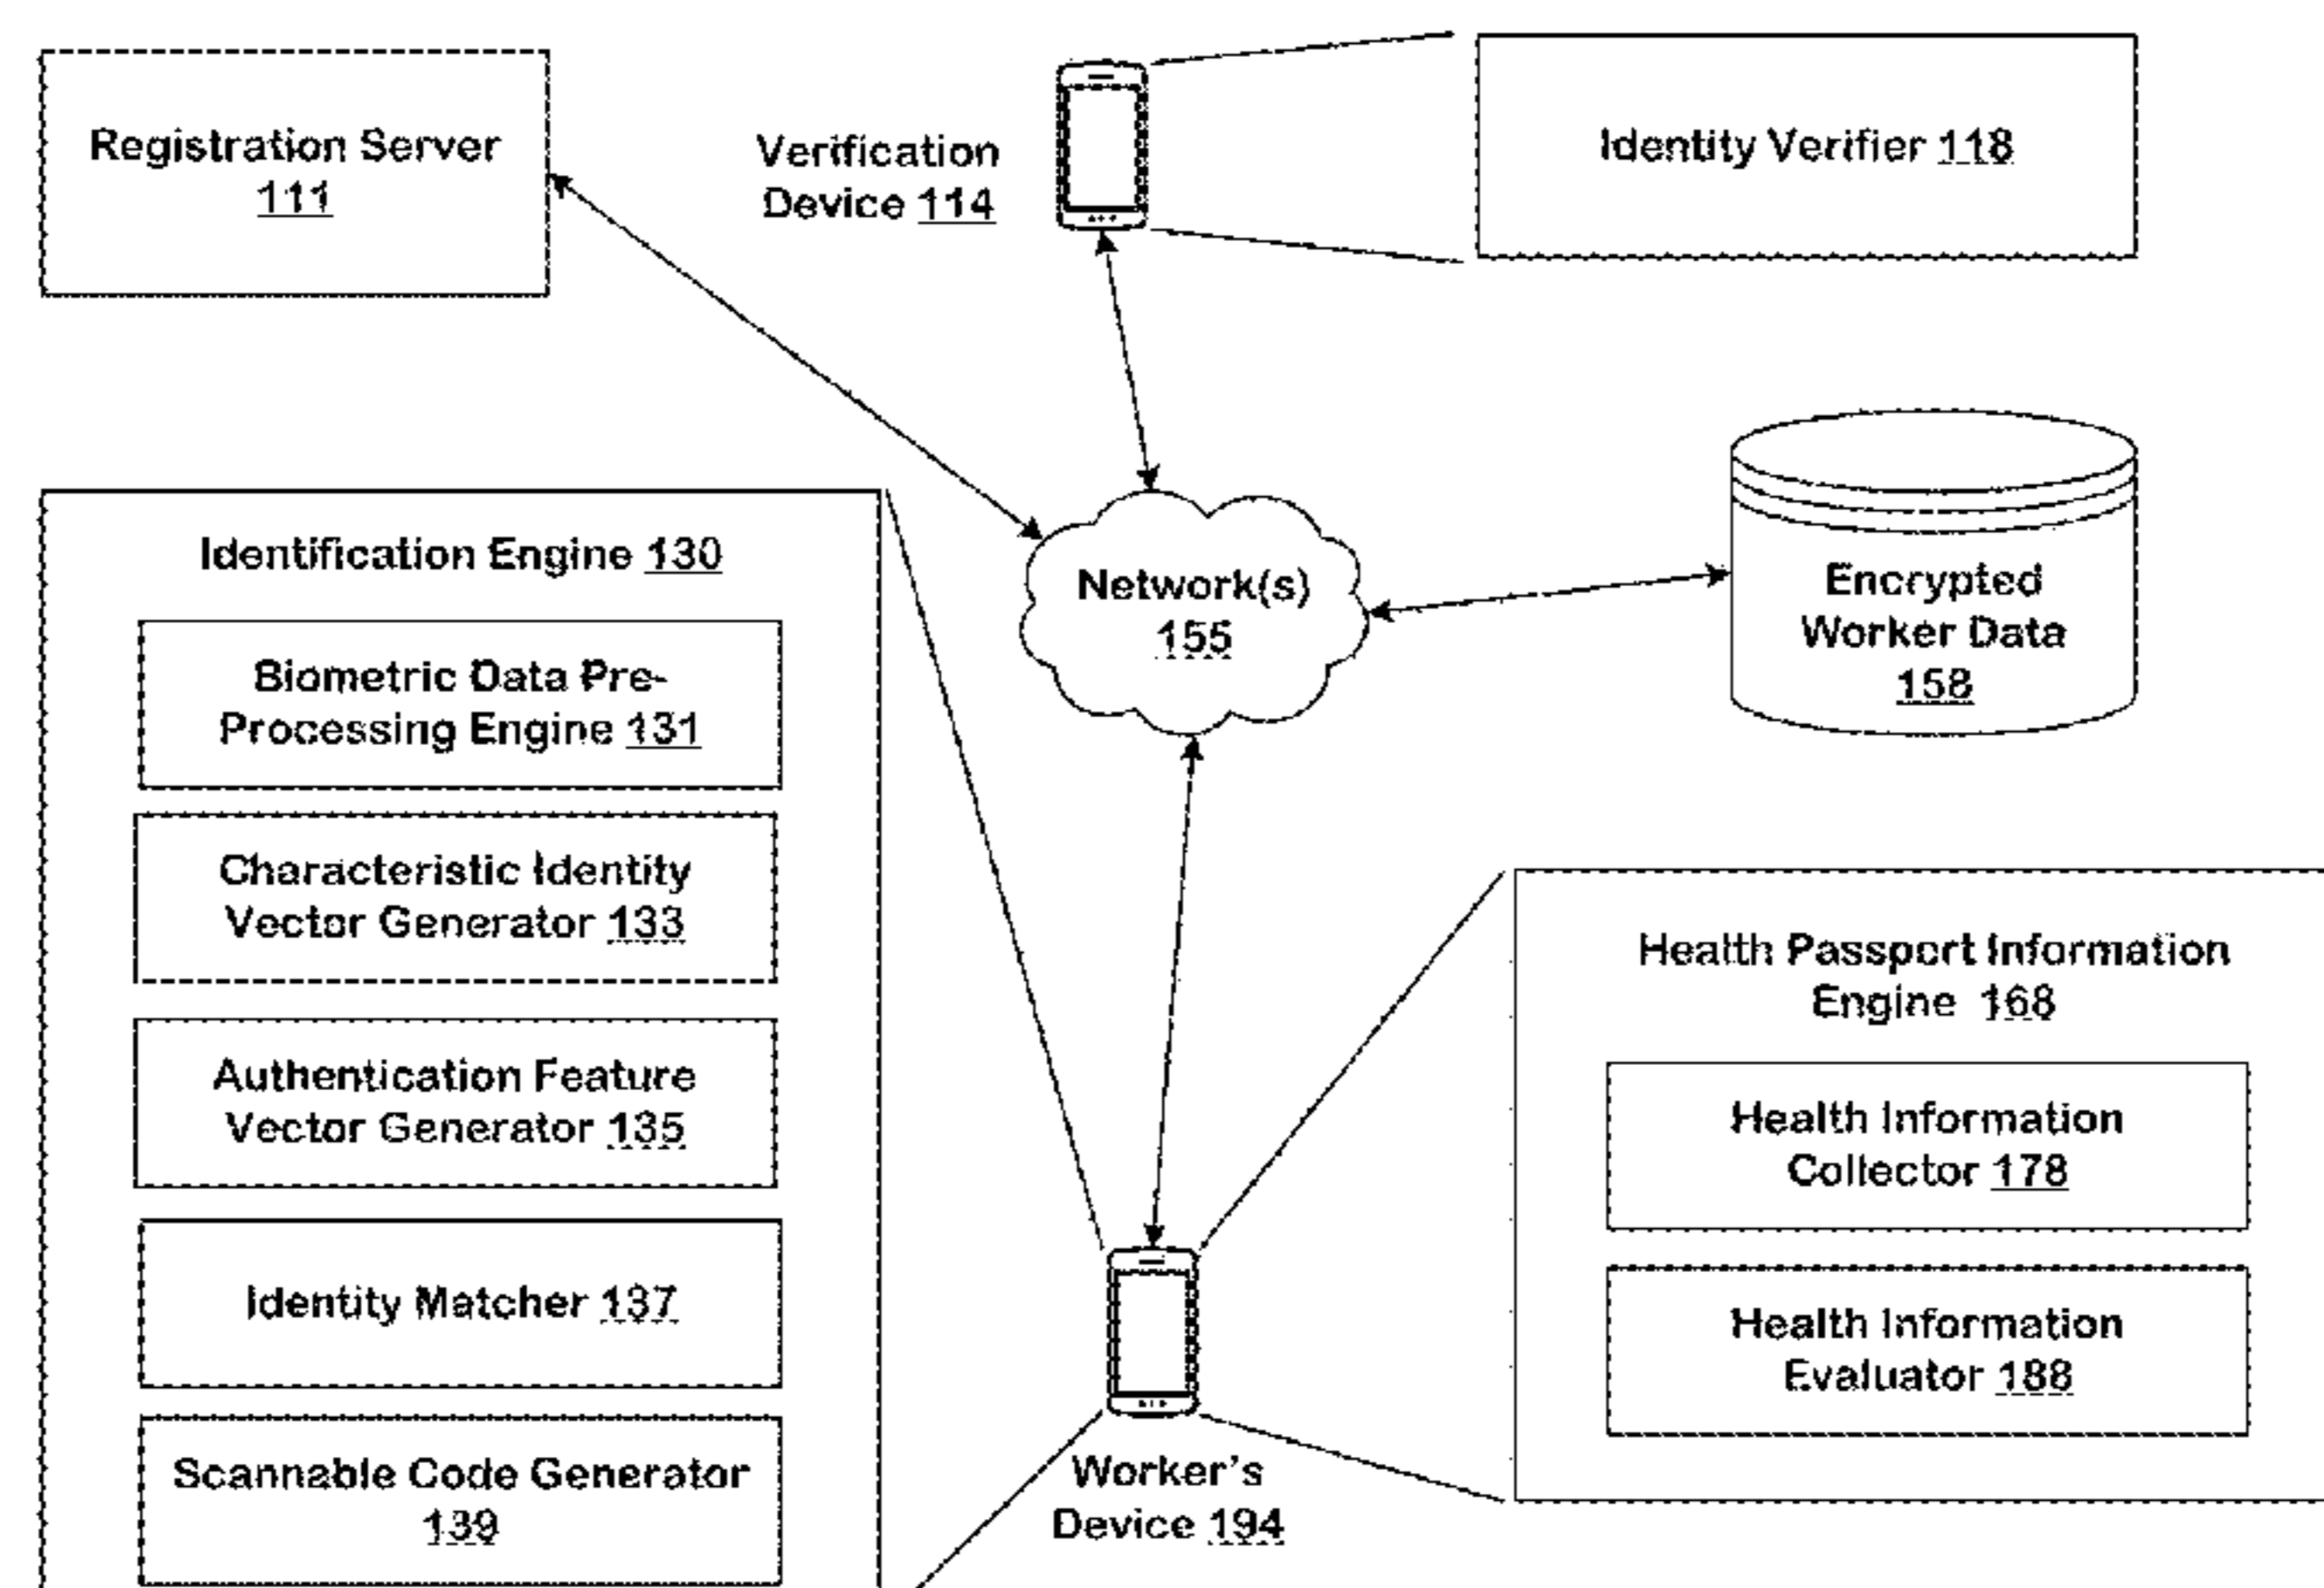 Registration Server
111
Verification
Device 114
Identity Verifier 118
Identification Engine 130
Biometric Data Pre-
Processing Engine 131
Characteristic Identity
Vector Generator 133
Authentication Feature
Vector Generator 135
Identity Matcher 137
Scannable Code Generator
139
Network(s)
155
Encrypted
Worker Data
158
Health Passport Information
Engine 168
Health Information
Collector 178
Health Information
Evaluator 188
Worker's
Device 194